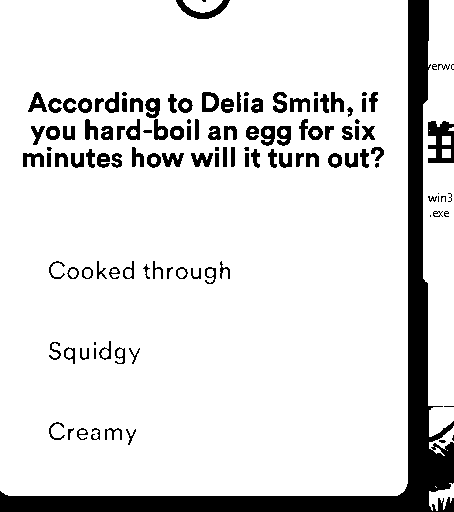 According to Delia Smith, if
you hard-boil an egg for six
minutes how will it turn out?
Cooked through
Squidgy
Creamy
win3
.exe